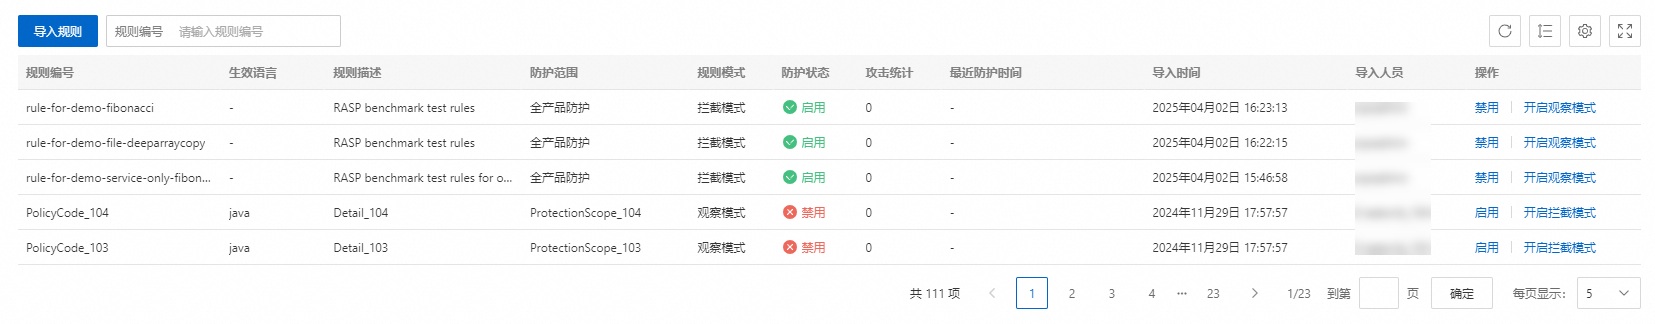 导入规则 规则编号 请输入规则编号
规则编号 生效语言 规则描述 防护范围 规则模式 防护状态 攻击统计 最近防护时间 导入时间 导入人员 操作
rule-for-demo-fibonacci - RASP benchmark test rules 全产品防护 拦截模式 启用 0 - 2025年04月02日 16:23:13 禁用 开启观察模式
rule-for-demo-file-deeparraycopy - RASP benchmark test rules 全产品防护 拦截模式 启用 0 - 2025年04月02日 16:22:15 禁用 开启观察模式
rule-for-demo-service-only-fibon... - RASP benchmark test rules for o... 全产品防护 拦截模式 启用 0 - 2025年04月02日 15:46:58 禁用 开启观察模式
PolicyCode_104 java Detail_104 ProtectionScope_104 观察模式 禁用 0 - 2024年11月29日 17:57:57 启用 开启拦截模式
PolicyCode_103 java Detail_103 ProtectionScope_103 观察模式 禁用 0 - 2024年11月29日 17:57:57 启用 开启拦截模式
共 111 项 1 2 3 4 ··· 23 1/23 到第 页 确定 每页显示: 5